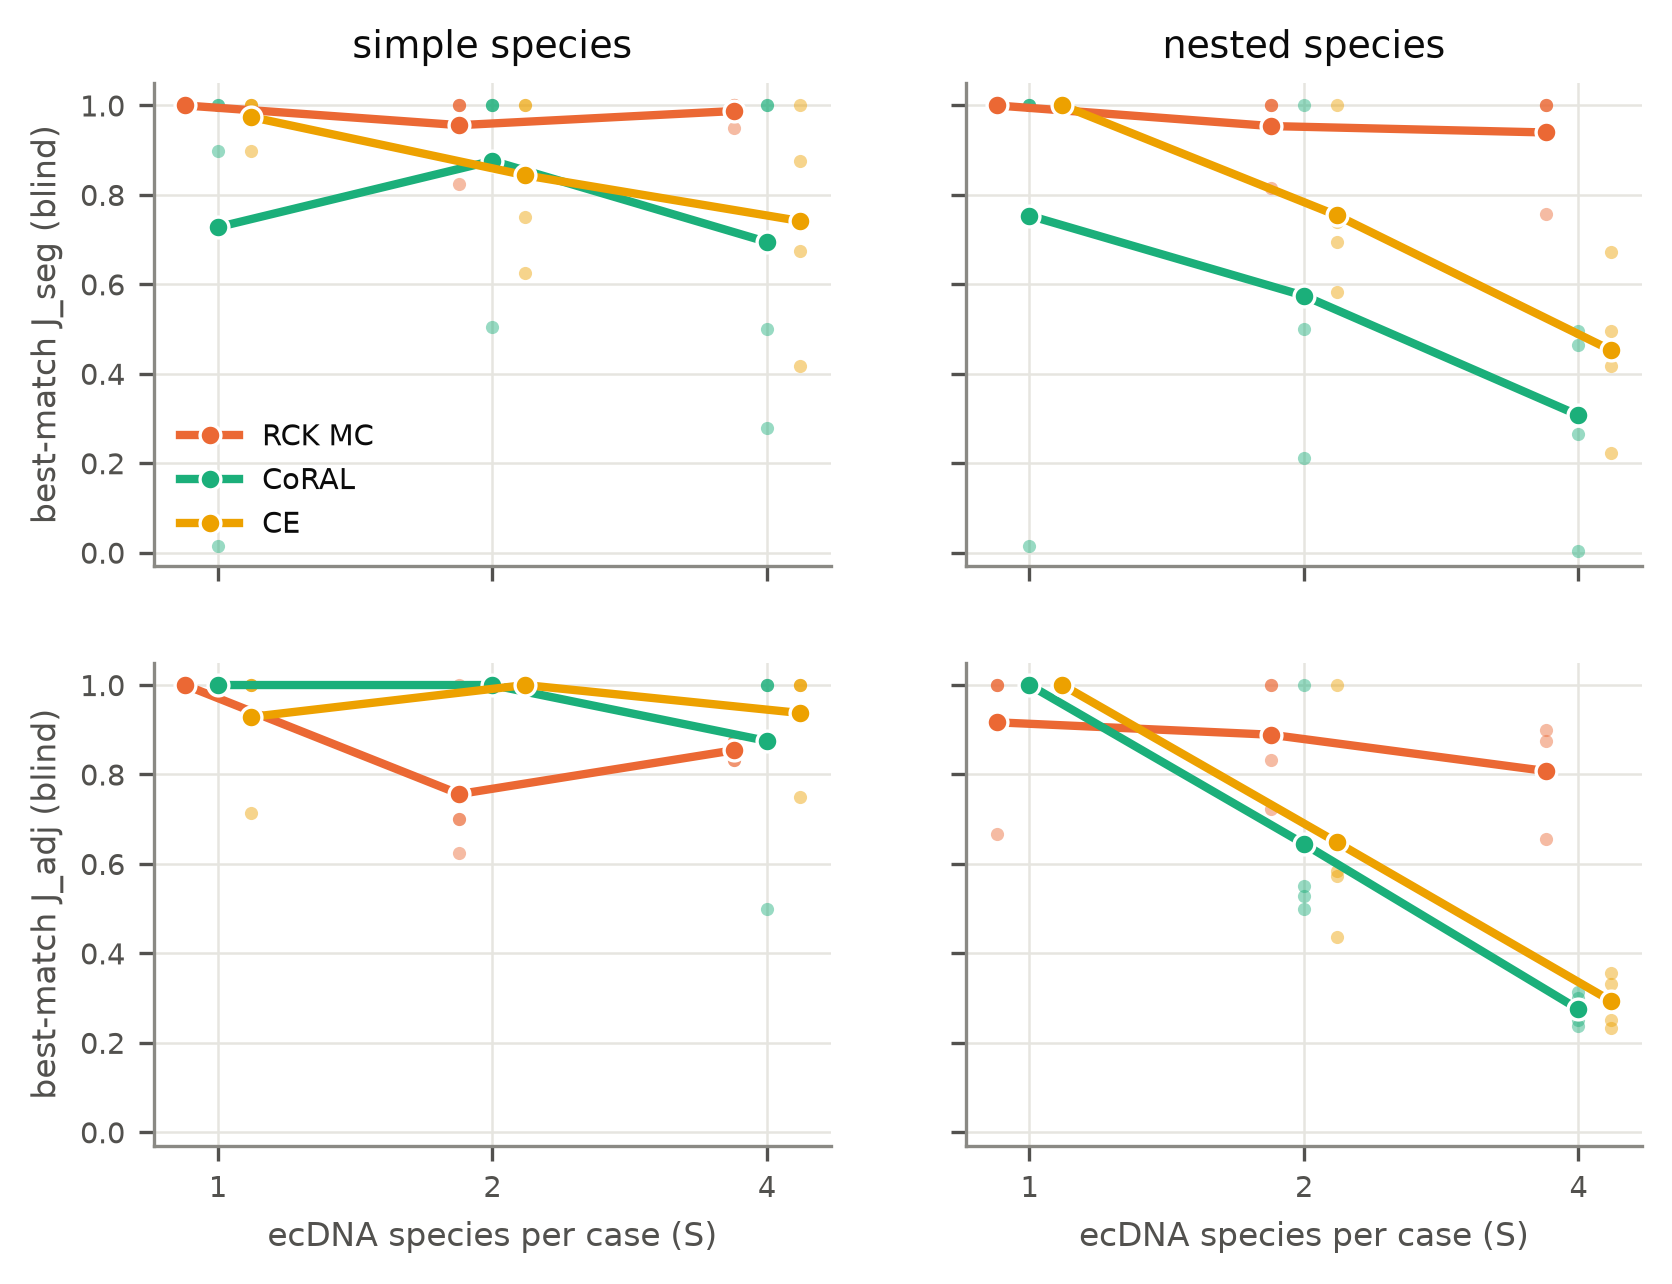 simple species
nested species
best-match J_seg (blind)
1.0
0.8
0.6
0.4
0.2
0.0
RCK MC
CoRAL
CE
best-match J_adj (blind)
1.0
0.8
0.6
0.4
0.2
0.0
1 2 4
1 2 4
ecDNA species per case (S)
ecDNA species per case (S)